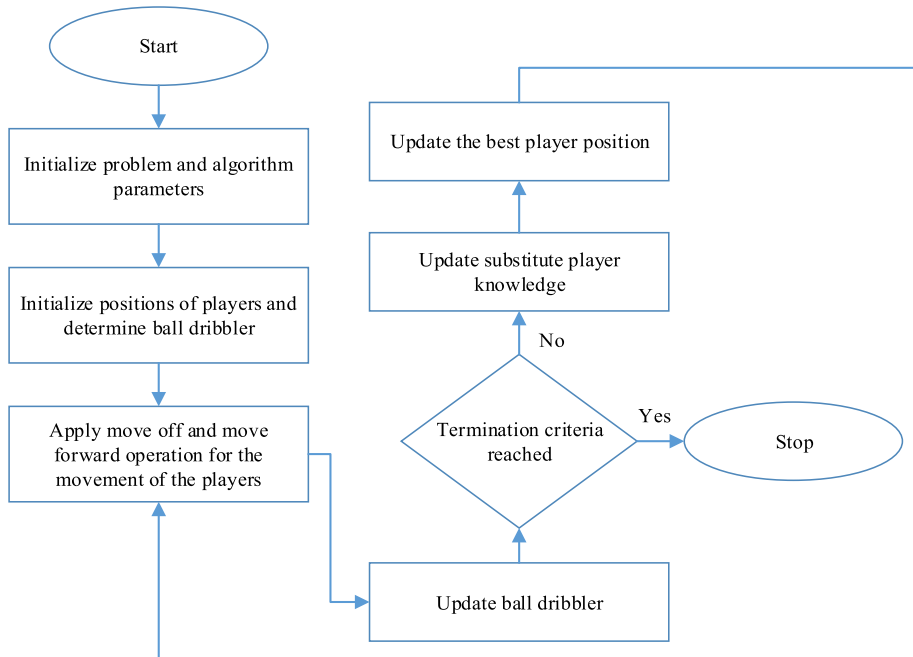 Start
Initialize problem and algorithm
parameters
Initialize positions of players and
determine ball dribbler
Apply move off and move
forward operation for the
movement of the players
Update ball dribbler
Termination criteria
reached
Yes
Stop
No
Update substitute player
knowledge
Update the best player position